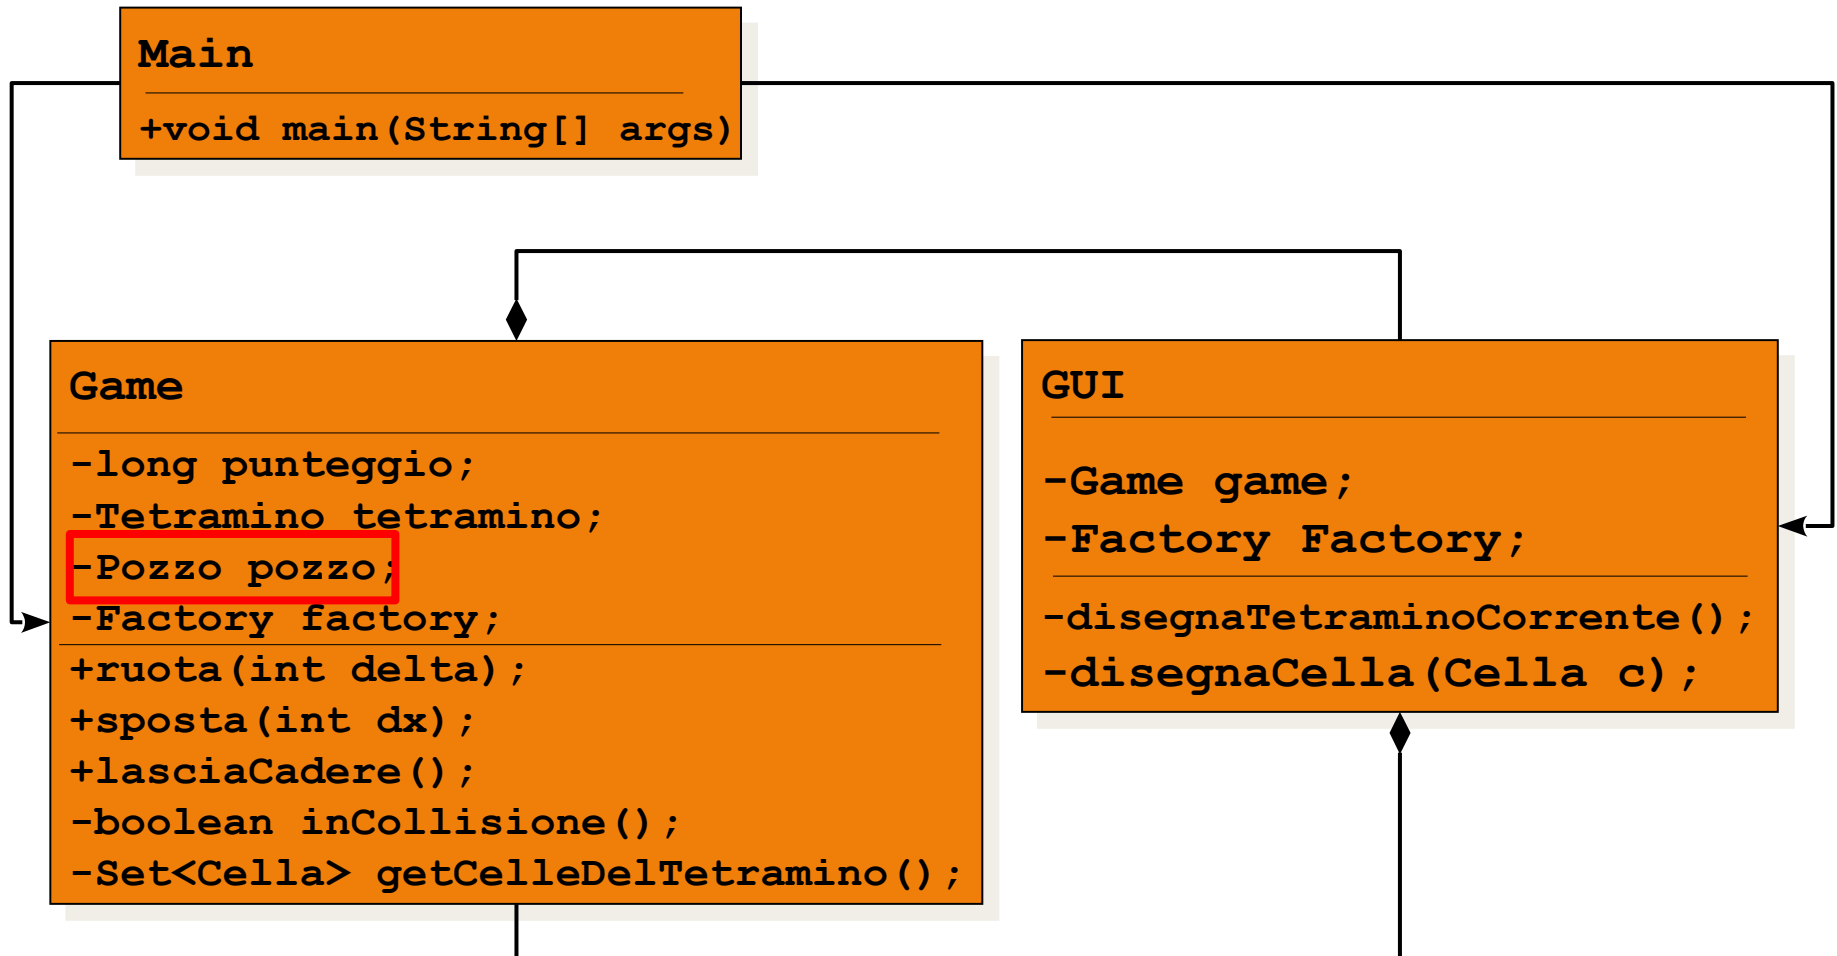 Main
+void main(String[] args)
Game
-long punteggio;
-Tetramino tetramino;
-Pozzo pozzo;
-Factory factory;
+ruota(int delta);
+sposta(int dx);
+lasciaCadere();
-boolean inCollisione();
-Set<Cella> getCelleDelTetramino();
GUI
-Game game;
-Factory Factory;
-disegnaTetraminoCorrente();
-disegnaCella(Cella c);